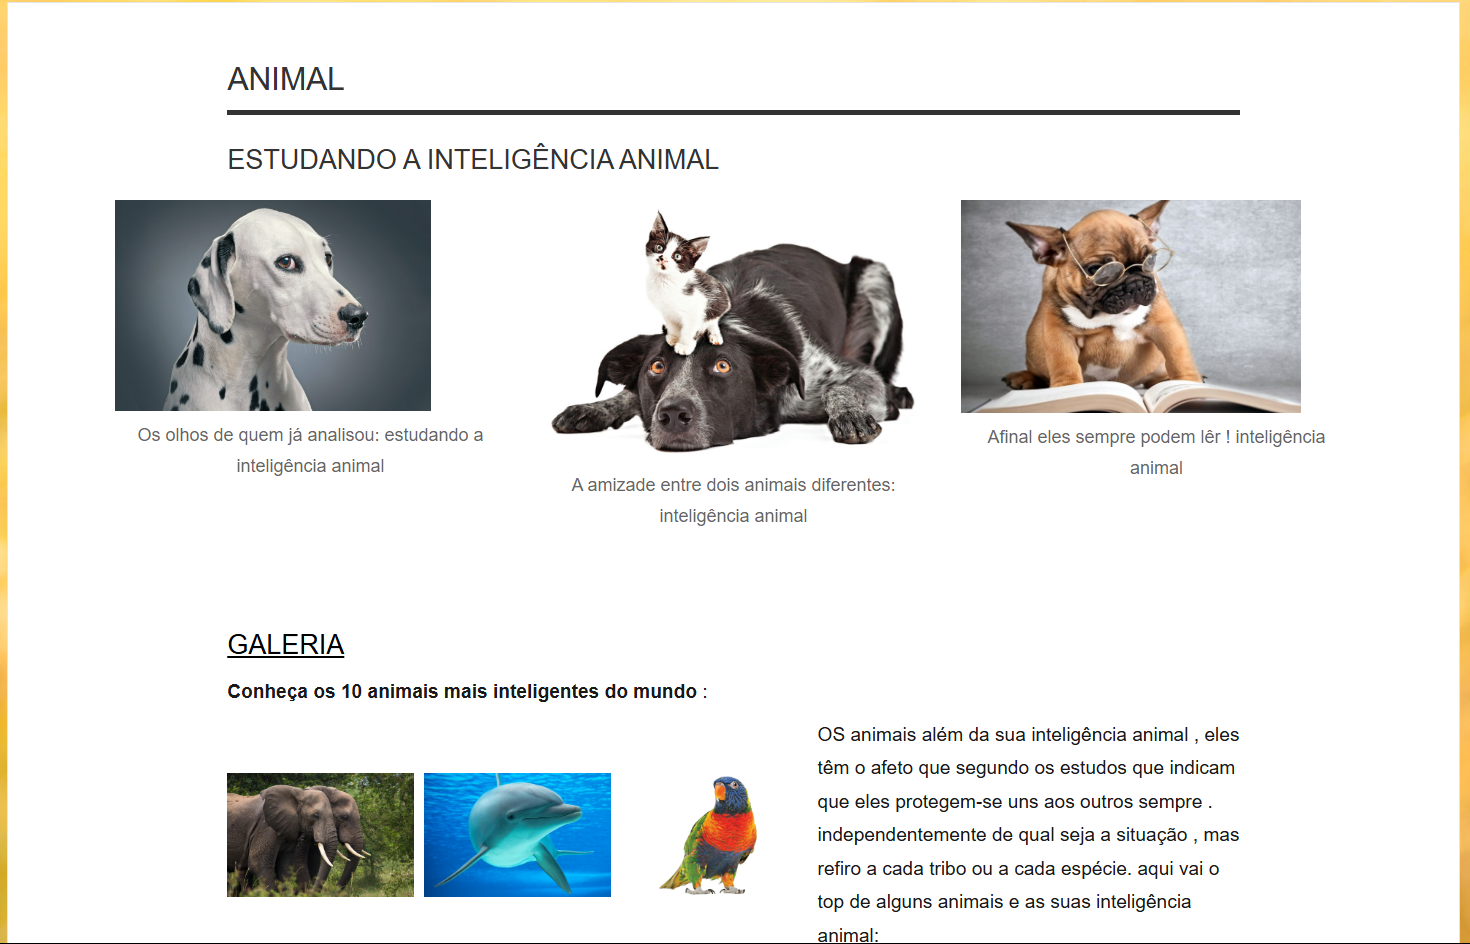 ANIMAL
ESTUDANDO A INTELIGÊNCIA ANIMAL
Os olhos de quem já analisou: estudando a
inteligência animal
A amizade entre dois animais diferentes:
inteligência animal
Afinal eles sempre podem lêr ! inteligência
animal
GALERIA
Conheça os 10 animais mais inteligentes do mundo :
OS animais além da sua inteligência animal , eles
têm o afeto que segundo os estudos que indicam
que eles protegem-se uns aos outros sempre .
independentemente de qual seja a situação , mas
refiro a cada tribo ou a cada espécie. aqui vai o
top de alguns animais e as suas inteligência
animal: